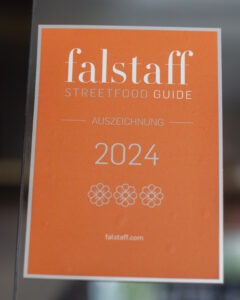 falstaff
STREETFOOD GUIDE
AUSZEICHNUNG
2024
falstaff.com